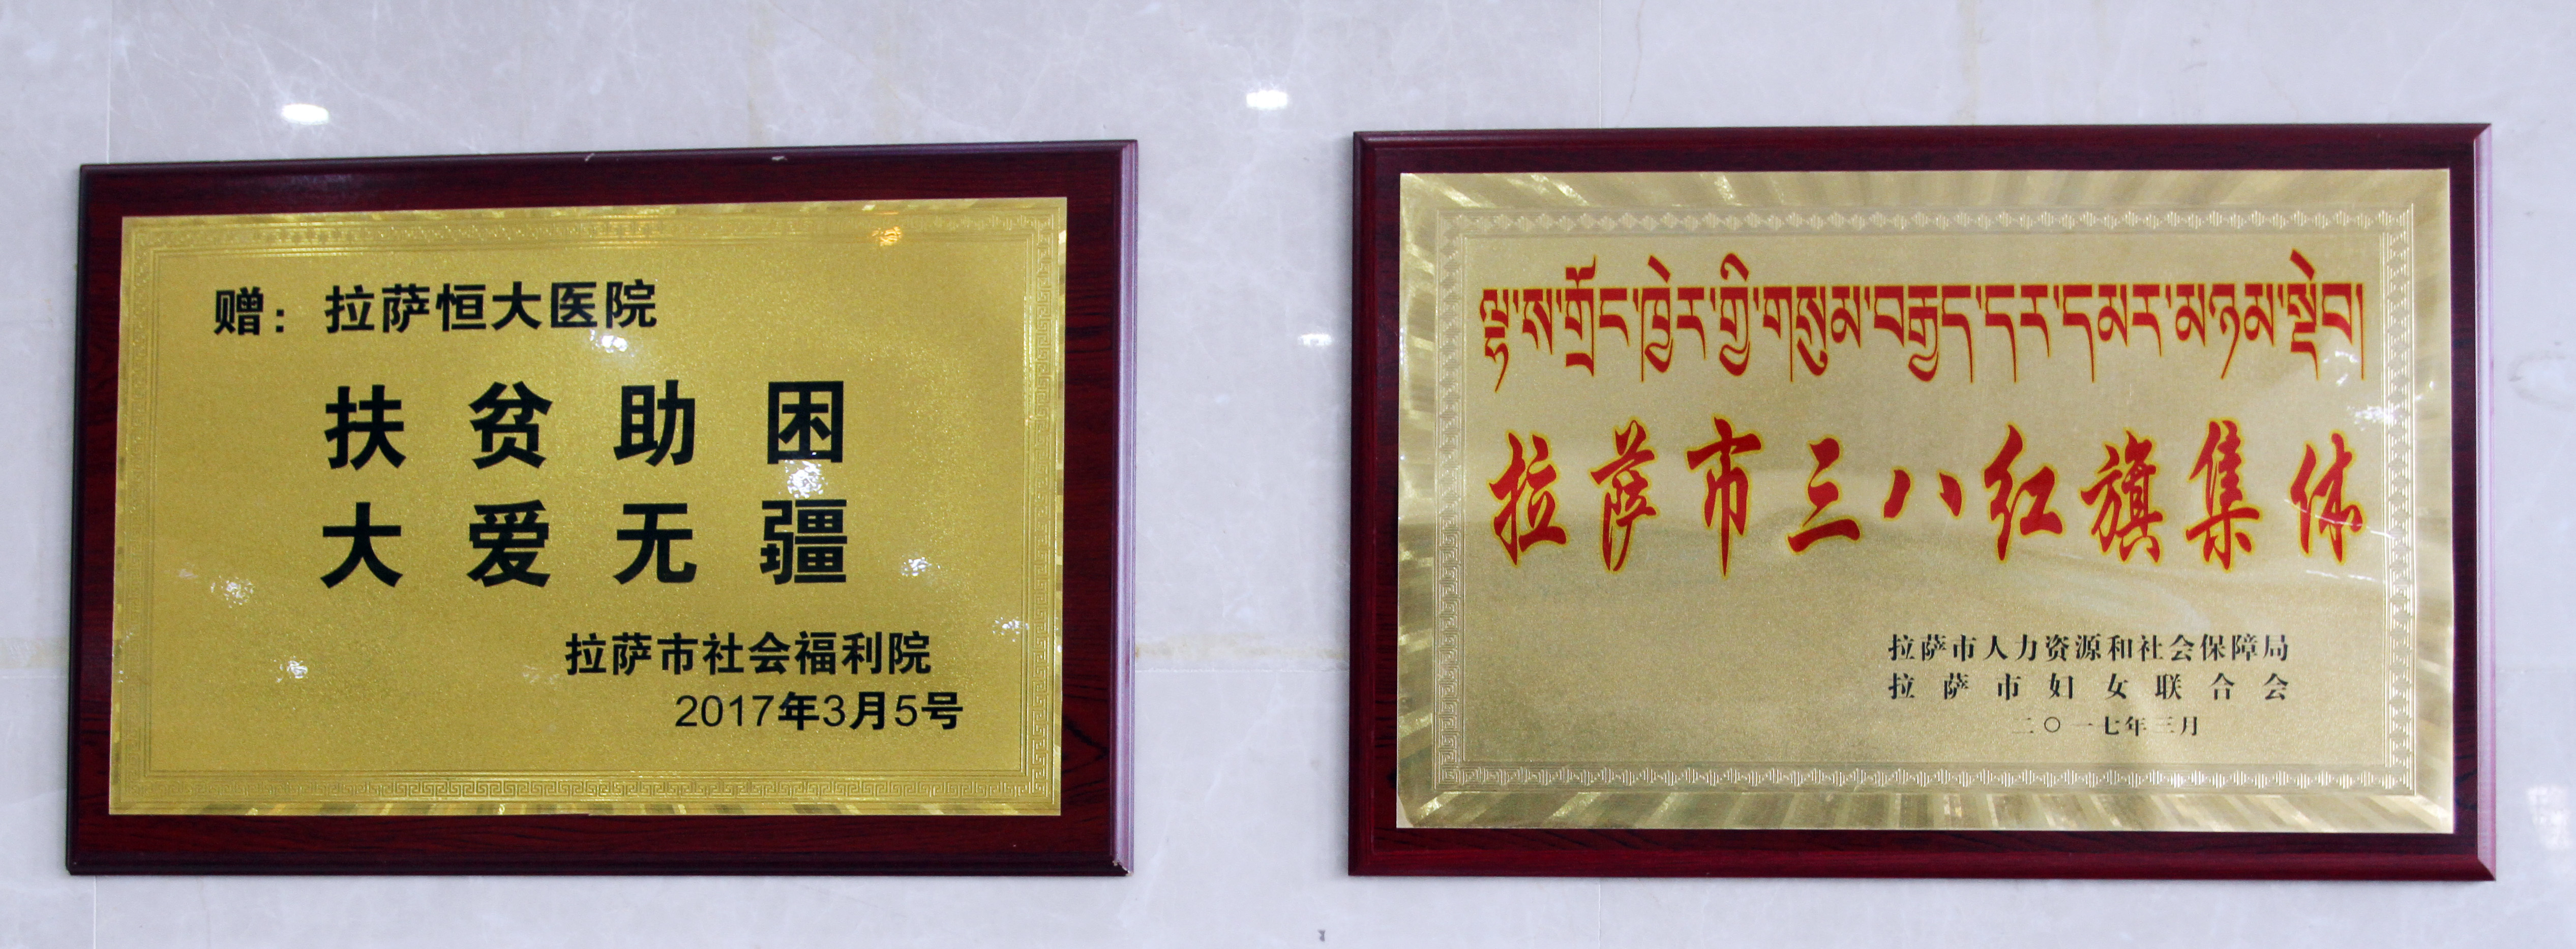 赠：拉萨恒大医院
扶贫助困
大爱无疆
拉萨市社会福利院
2017年3月5号
ལྷ་ས་གྲོང་ཁྱེར་གྱི་གསུམ་བརྒྱད་དར་དམར་མཉམ་སྡེབ།
拉萨市三八红旗集体
拉萨市人力资源和社会保障局
拉萨市妇女联合会
二〇一七年三月